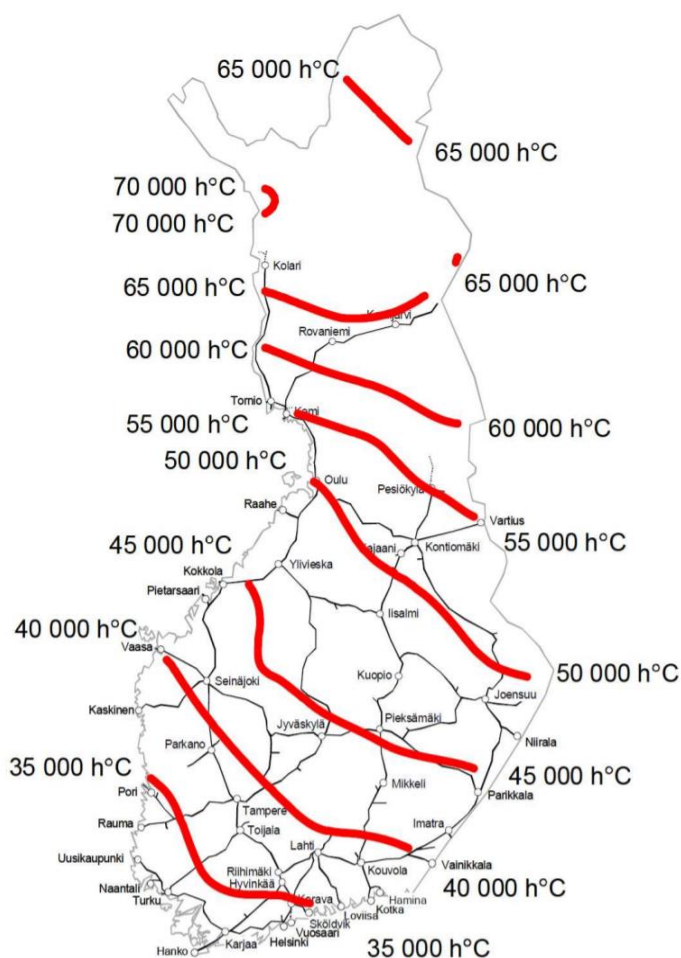 65 000 h°C
65 000 h°C
70 000 h°C
70 000 h°C
Kolari
65 000 h°C
65 000 h°C
Rovaniemi
60 000 h°C
Tornio
Kemi
55 000 h°C
60 000 h°C
50 000 h°C
Oulu
Pesiökylä
Raahe
Vartius
45 000 h°C
Kontiomäki
55 000 h°C
Ylivieska
Kokkola
Pietarsaari
Iisalmi
40 000 h°C
Vaasa
Seinäjoki
Kuopio
50 000 h°C
Joensuu
Kaskinen
Jyväskylä
Pieksämäki
Niirala
Parkano
35 000 h°C
45 000 h°C
Pori
Mikkeli
Parikkala
Tampere
Rauma
Toijala
Imatra
Lahti
Uusikaupunki
Riihimäki
Kouvola
Vainikkala
Hyvinkää
Naantali
Turku
40 000 h°C
Kerava
Hamina
Kotka
Loviisa
Sköldvik
Vuosaari
Helsinki
Karjaa
Hanko
35 000 h°C